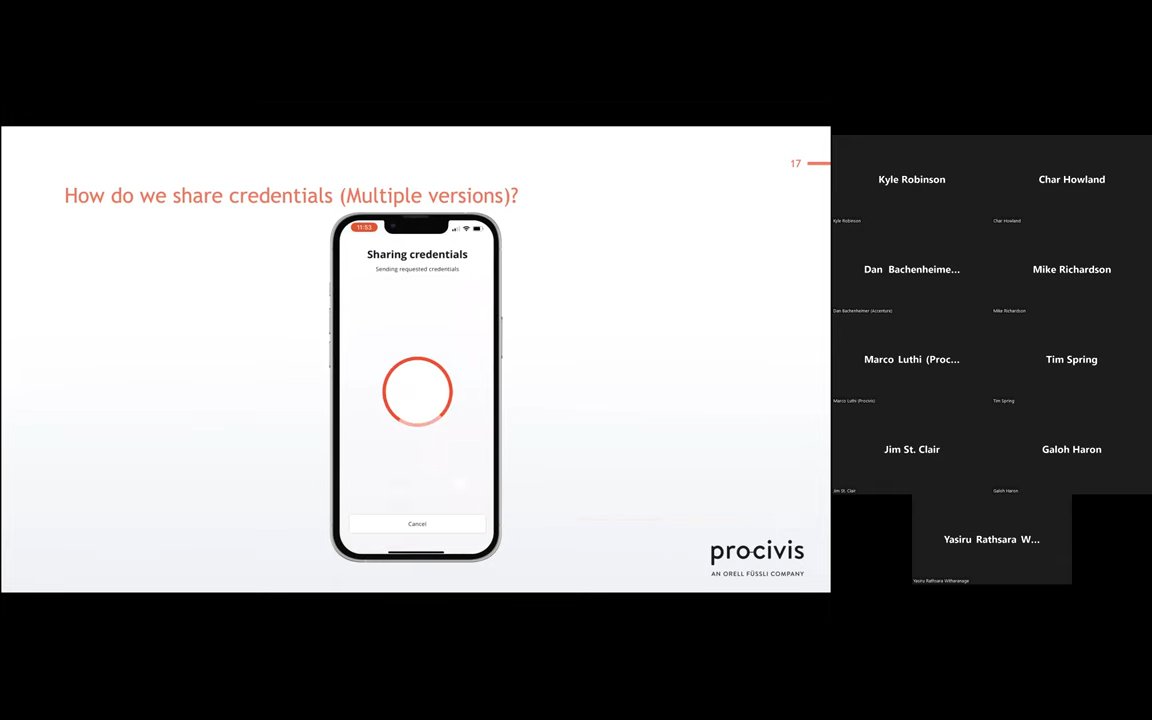 17
How do we share credentials (Multiple versions)?
11:53
Sharing credentials
Sending requested credentials
Cancel
procivis
AN ORELL FÜSSLI COMPANY
Kyle Robinson
Kyle Robinson
Char Howland
Char Howland
Dan Bachenheime...
Dan Bachenheimer (Accenture)
Mike Richardson
Mike Richardson
Marco Luthi (Proc...
Marco Luthi (Procivis)
Tim Spring
Tim Spring
Jim St. Clair
Jim St. Clair
Galoh Haron
Galoh Haron
Yasiru Rathsara W...
Yasiru Rathsara Witharanage